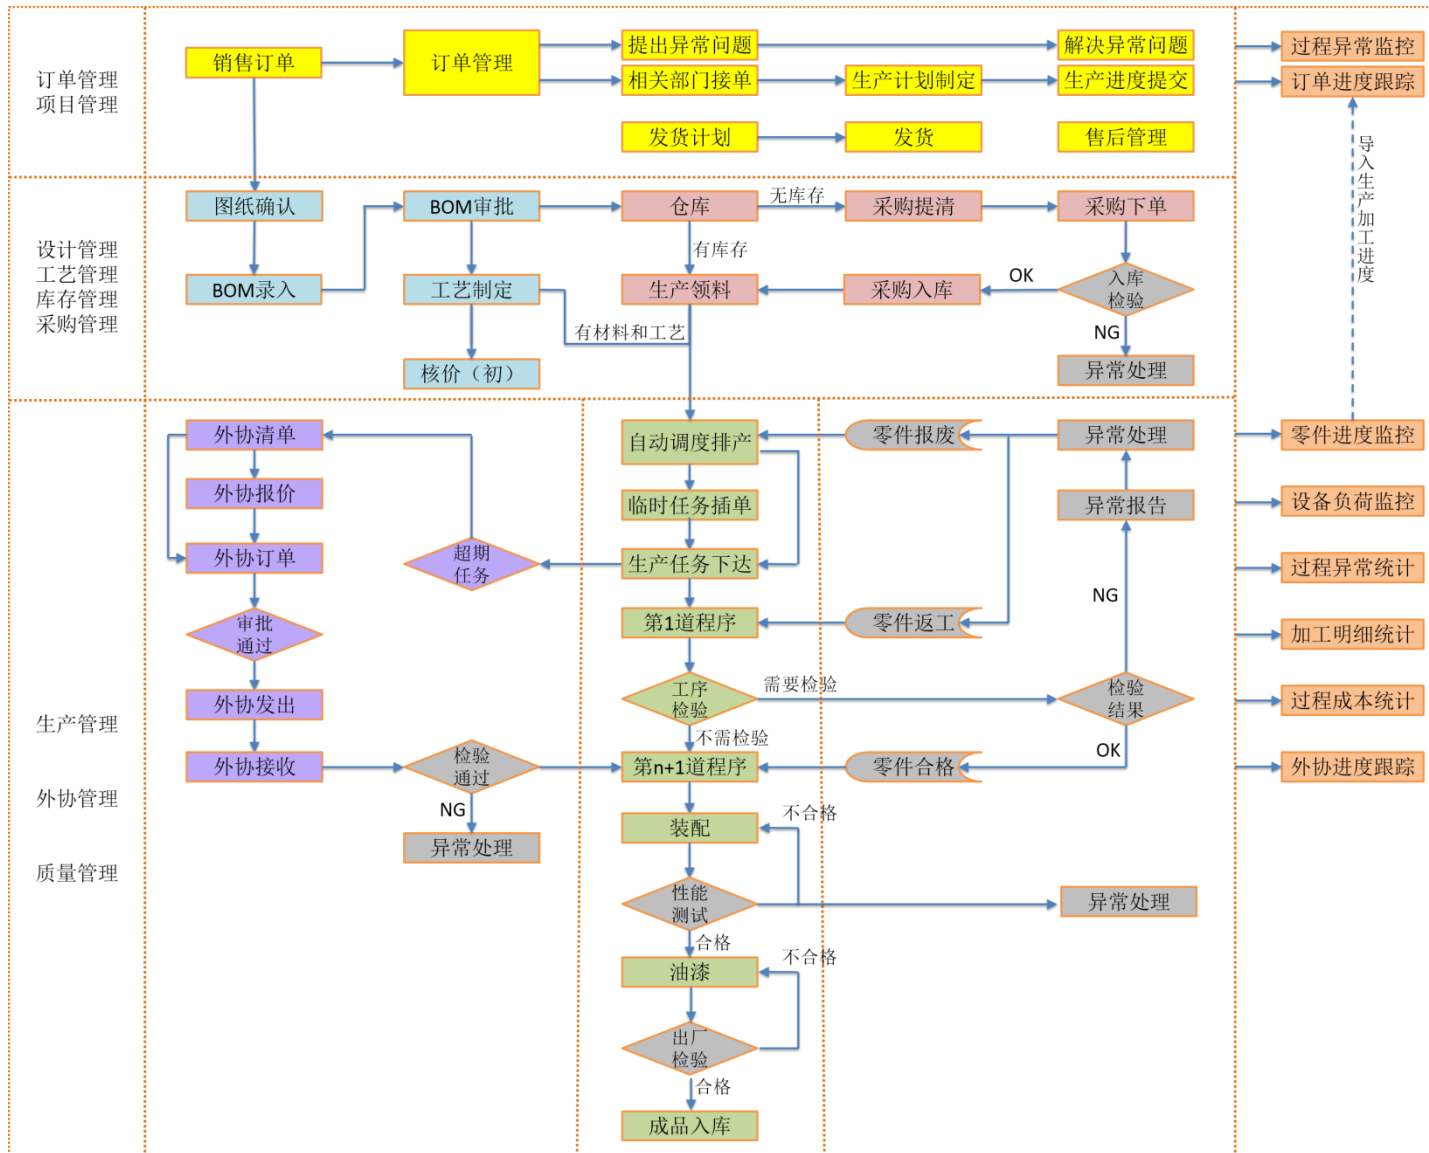 订单管理
项目管理
销售订单
订单管理
提出异常问题
解决异常问题
相关部门接单
生产计划制定
生产进度提交
发货计划
发货
售后管理
过程异常监控
订单进度跟踪
导入生产加工进度
设计管理
工艺管理
库存管理
采购管理
图纸确认
BOM审批
仓库
无库存
采购提清
采购下单
有库存
BOM录入
工艺制定
生产领料
采购入库
OK
入库
检验
有材料和工艺
NG
核价（初）
异常处理
生产管理
外协管理
质量管理
外协清单
外协报价
外协订单
超期
任务
审批
通过
外协发出
外协接收
检验
通过
NG
异常处理
自动调度排产
临时任务插单
生产任务下达
第1道程序
工序
检验
需要检验
不需检验
第n+1道程序
装配
不合格
性能
测试
合格
油漆
不合格
出厂
检验
合格
成品入库
零件报废
异常处理
异常报告
NG
零件返工
检验
结果
OK
零件合格
异常处理
零件进度监控
设备负荷监控
过程异常统计
加工明细统计
过程成本统计
外协进度跟踪